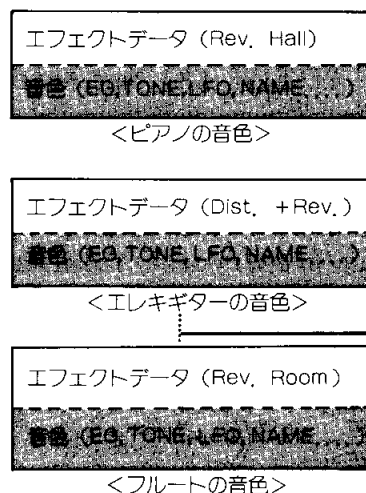 エフェクトデータ (Rev. Hall)
音色 (EG,TONE,LFO,NAME....)
<ピアノの音色>
エフェクトデータ (Dist. +Rev.)
音色 (EG,TONE,LFO,NAME....)
<エレキギターの音色>
エフェクトデータ (Rev. Room)
音色 (EG,TONE,LFO,NAME....)
<フルートの音色>